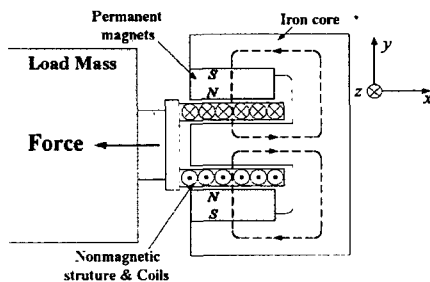 Permanent
magnets
Iron core
Load Mass
S
N
y
z
x
Force
N
S
Nonmagnetic
struture & Coils